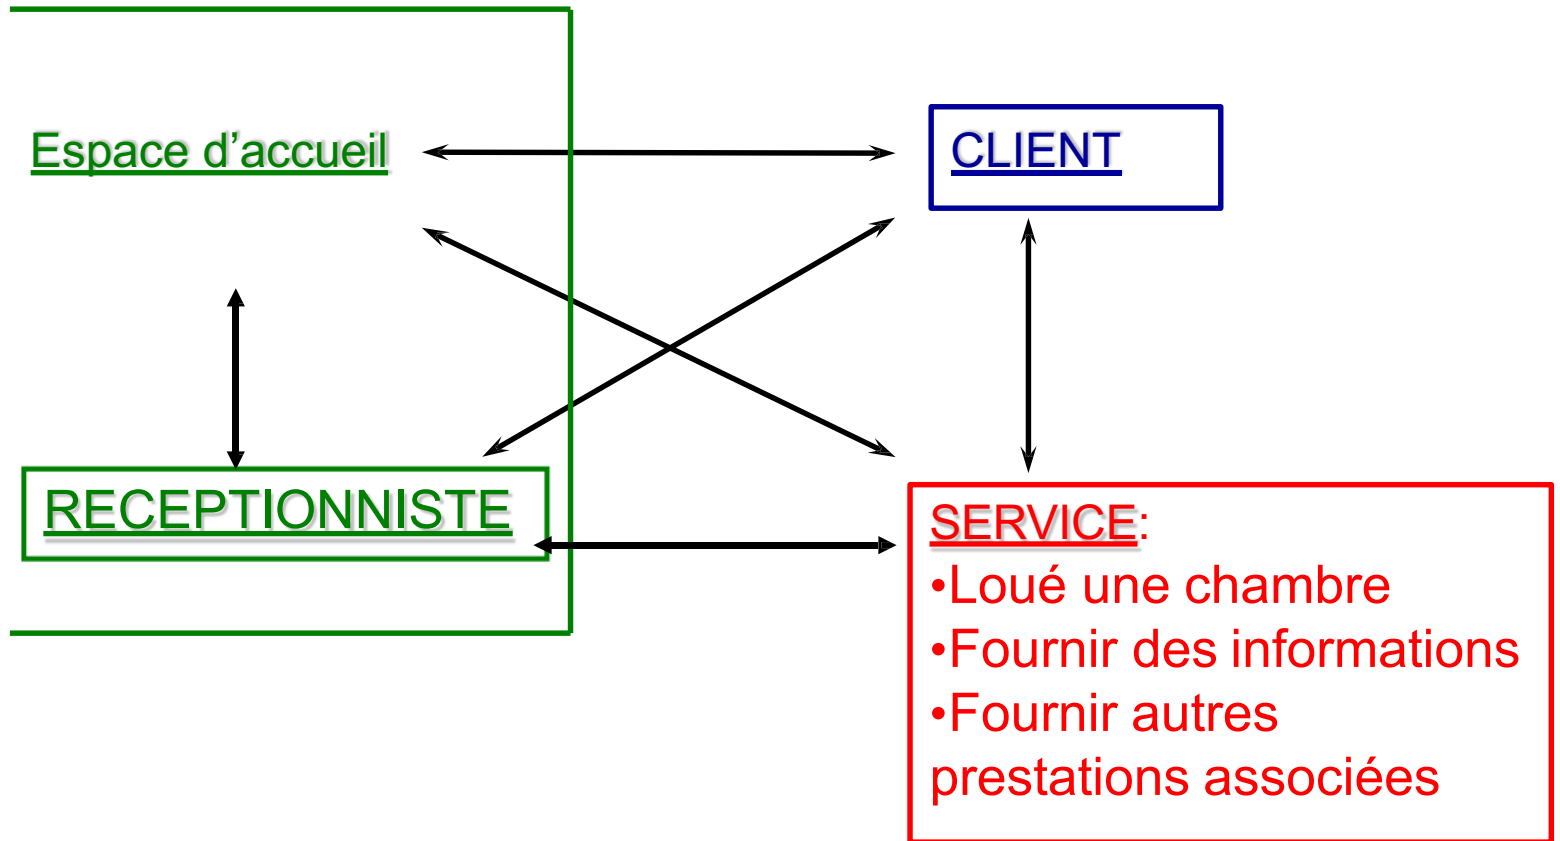 Espace d’accueil
CLIENT
RECEPTIONNISTE
SERVICE:
•Loué une chambre
•Fournir des informations
•Fournir autres
prestations associées